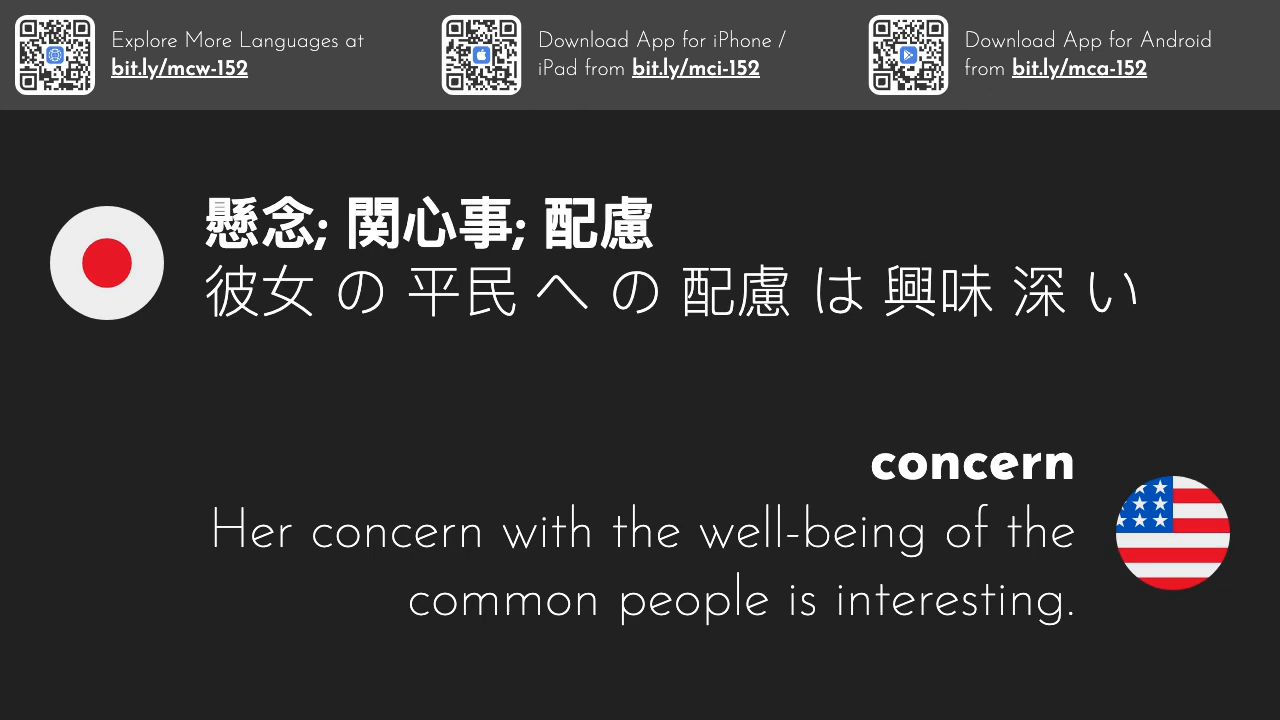 Explore More Languages at
bit.ly/mcw-152
Download App for iPhone /
iPad from bit.ly/mci-152
Download App for Android
from bit.ly/mca-152
懸念; 関心事; 配慮
彼女 の 平民 へ の 配慮 は 興味 深 い
concern
Her concern with the well-being of the
common people is interesting.